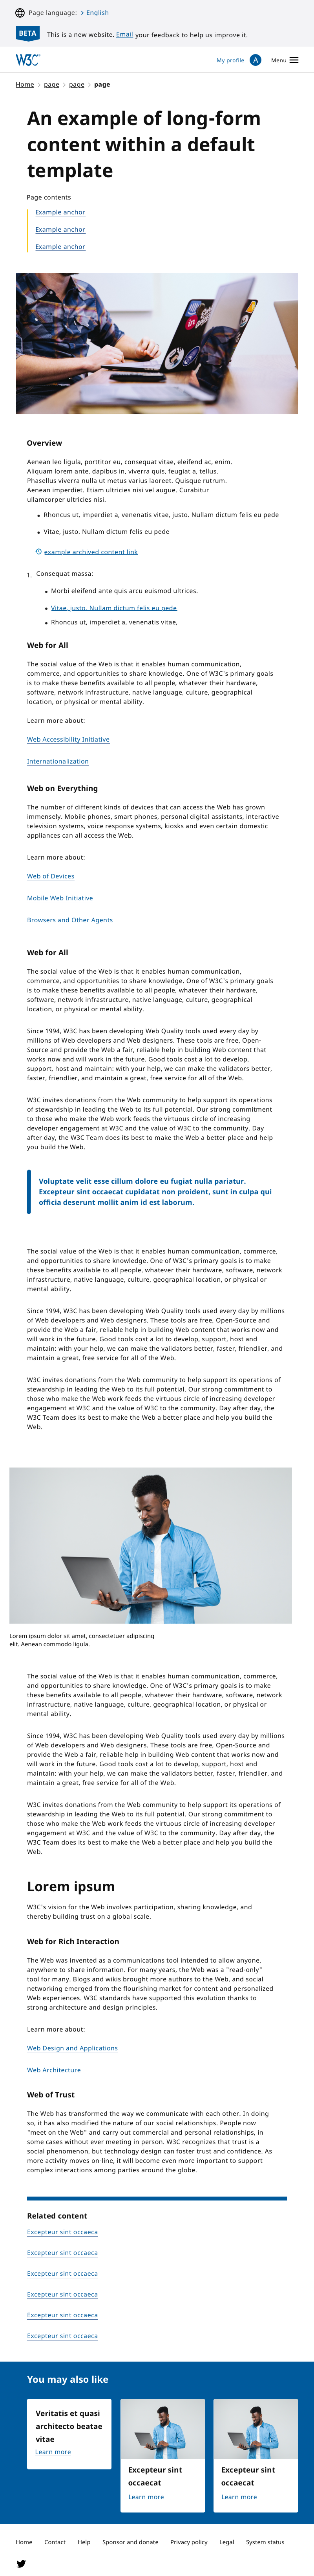 Page language: English
BETA This is a new website. Email your feedback to help us improve it.
W3C My profile A Menu
Home page page page
An example of long-form
content within a default
template
Page contents
Example anchor
Example anchor
Example anchor
Overview
Aenean leo ligula, porttitor eu, consequat vitae, eleifend ac, enim.
Aliquam lorem ante, dapibus in, viverra quis, feugiat a, tellus.
Phasellus viverra nulla ut metus varius laoreet. Quisque rutrum.
Aenean imperdiet. Etiam ultricies nisi vel augue. Curabitur
ullamcorper ultricies nisi.
• Rhoncus ut, imperdiet a, venenatis vitae, justo. Nullam dictum felis eu pede
• Vitae, justo. Nullam dictum felis eu pede
example archived content link
1. Consequat massa:
• Morbi eleifend ante quis arcu euismod ultrices.
• Vitae, justo. Nullam dictum felis eu pede
• Rhoncus ut, imperdiet a, venenatis vitae,
Web for All
The social value of the Web is that it enables human communication,
commerce, and opportunities to share knowledge. One of W3C's primary goals
is to make these benefits available to all people, whatever their hardware,
software, network infrastructure, native language, culture, geographical
location, or physical or mental ability.
Learn more about:
Web Accessibility Initiative
Internationalization
Web on Everything
The number of different kinds of devices that can access the Web has grown
immensely. Mobile phones, smart phones, personal digital assistants, interactive
television systems, voice response systems, kiosks and even certain domestic
appliances can all access the Web.
Learn more about:
Web of Devices
Mobile Web Initiative
Browsers and Other Agents
Web for All
The social value of the Web is that it enables human communication,
commerce, and opportunities to share knowledge. One of W3C's primary goals
is to make these benefits available to all people, whatever their hardware,
software, network infrastructure, native language, culture, geographical
location, or physical or mental ability.
Since 1994, W3C has been developing Web Quality tools used every day by
millions of Web developers and Web designers. These tools are free, Open-
Source and provide the Web a fair, reliable help in building Web content that
works now and will work in the future. Good tools cost a lot to develop,
support, host and maintain: with your help, we can make the validators better,
faster, friendlier, and maintain a great, free service for all of the Web.
W3C invites donations from the Web community to help support its operations
of stewardship in leading the Web to its full potential. Our strong commitment
to those who make the Web work feeds the virtuous circle of increasing
developer engagement at W3C and the value of W3C to the community. Day
after day, the W3C Team does its best to make the Web a better place and help
you build the Web.
Voluptate velit esse cillum dolore eu fugiat nulla pariatur.
Excepteur sint occaecat cupidatat non proident, sunt in culpa qui
officia deserunt mollit anim id est laborum.
The social value of the Web is that it enables human communication, commerce,
and opportunities to share knowledge. One of W3C's primary goals is to make
these benefits available to all people, whatever their hardware, software, network
infrastructure, native language, culture, geographical location, or physical or
mental ability.
Since 1994, W3C has been developing Web Quality tools used every day by millions
of Web developers and Web designers. These tools are free, Open-Source and
provide the Web a fair, reliable help in building Web content that works now and
will work in the future. Good tools cost a lot to develop, support, host and
maintain: with your help, we can make the validators better, faster, friendlier, and
maintain a great, free service for all of the Web.
W3C invites donations from the Web community to help support its operations of
stewardship in leading the Web to its full potential. Our strong commitment to
those who make the Web work feeds the virtuous circle of increasing developer
engagement at W3C and the value of W3C to the community. Day after day, the
W3C Team does its best to make the Web a better place and help you build the
Web.
Lorem ipsum dolor sit amet, consectetuer adipiscing
elit. Aenean commodo ligula.
The social value of the Web is that it enables human communication, commerce,
and opportunities to share knowledge. One of W3C's primary goals is to make
these benefits available to all people, whatever their hardware, software, network
infrastructure, native language, culture, geographical location, or physical or
mental ability.
Since 1994, W3C has been developing Web Quality tools used every day by millions
of Web developers and Web designers. These tools are free, Open-Source and
provide the Web a fair, reliable help in building Web content that works now and
will work in the future. Good tools cost a lot to develop, support, host and
maintain: with your help, we can make the validators better, faster, friendlier, and
maintain a great, free service for all of the Web.
W3C invites donations from the Web community to help support its operations of
stewardship in leading the Web to its full potential. Our strong commitment to
those who make the Web work feeds the virtuous circle of increasing developer
engagement at W3C and the value of W3C to the community. Day after day, the
W3C Team does its best to make the Web a better place and help you build the
Web.
Lorem ipsum
W3C's vision for the Web involves participation, sharing knowledge, and
thereby building trust on a global scale.
Web for Rich Interaction
The Web was invented as a communications tool intended to allow anyone,
anywhere to share information. For many years, the Web was a "read-only"
tool for many. Blogs and wikis brought more authors to the Web, and social
networking emerged from the flourishing market for content and personalized
Web experiences. W3C standards have supported this evolution thanks to
strong architecture and design principles.
Learn more about:
Web Design and Applications
Web Architecture
Web of Trust
The Web has transformed the way we communicate with each other. In doing
so, it has also modified the nature of our social relationships. People now
"meet on the Web" and carry out commercial and personal relationships, in
some cases without ever meeting in person. W3C recognizes that trust is a
social phenomenon, but technology design can foster trust and confidence. As
more activity moves on-line, it will become even more important to support
complex interactions among parties around the globe.
Related content
Excepteur sint occaeca
Excepteur sint occaeca
Excepteur sint occaeca
Excepteur sint occaeca
Excepteur sint occaeca
Excepteur sint occaeca
You may also like
Veritatis et quasi
architecto beatae
vitae
Learn more
Excepteur sint
occaecat
Learn more
Excepteur sint
occaecat
Learn more
Home Contact Help Sponsor and donate Privacy policy Legal System status